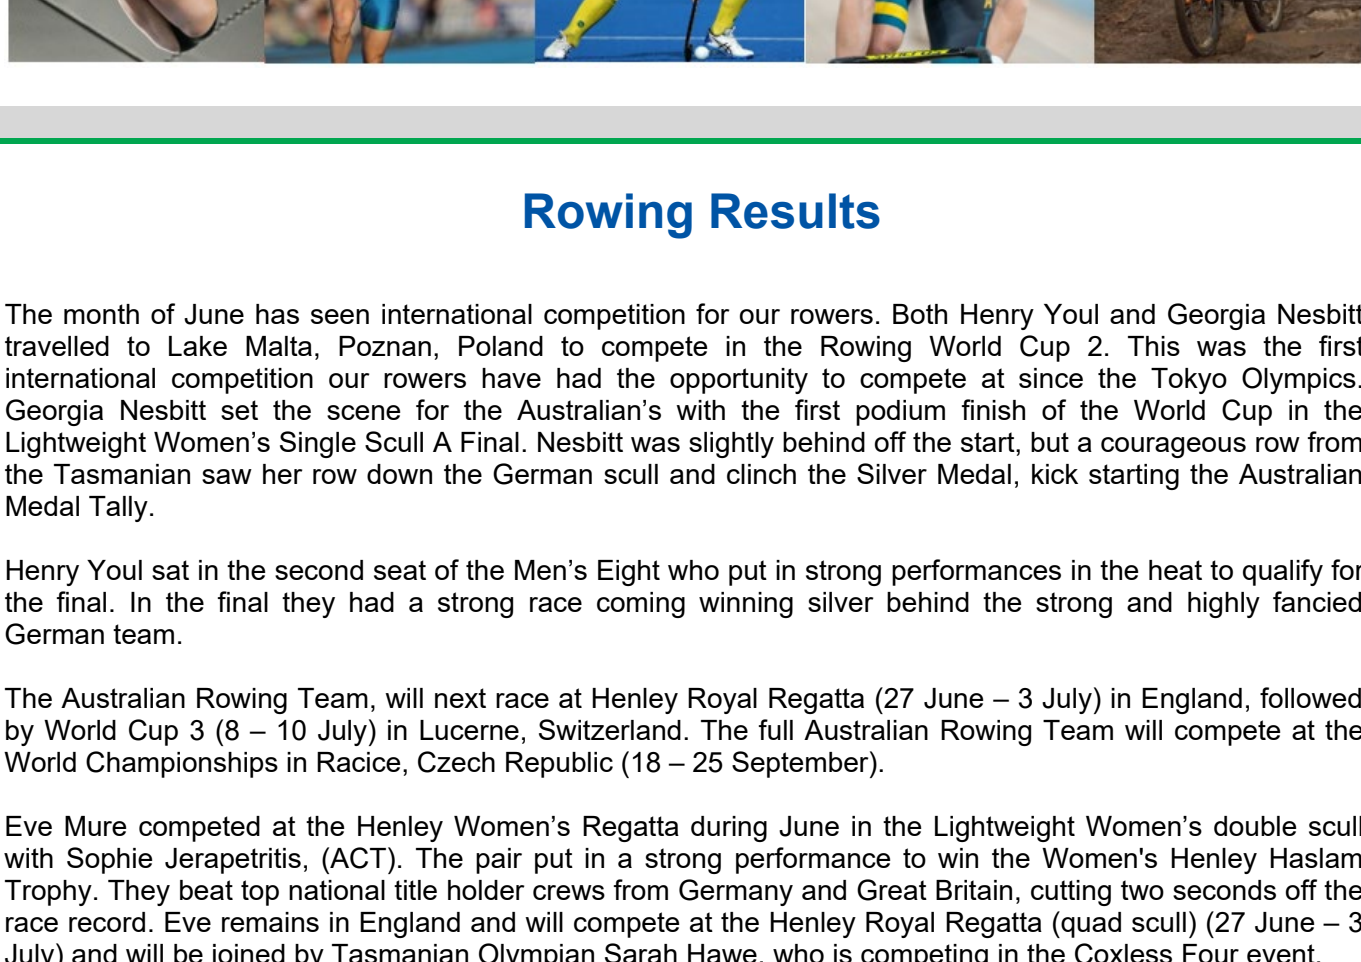 Rowing Results
The month of June has seen international competition for our rowers. Both Henry Youl and Georgia Nesbitt
travelled to Lake Malta, Poznan, Poland to compete in the Rowing World Cup 2. This was the first
international competition our rowers have had the opportunity to compete at since the Tokyo Olympics.
Georgia Nesbitt set the scene for the Australian’s with the first podium finish of the World Cup in the
Lightweight Women’s Single Scull A Final. Nesbitt was slightly behind off the start, but a courageous row from
the Tasmanian saw her row down the German scull and clinch the Silver Medal, kick starting the Australian
Medal Tally.
Henry Youl sat in the second seat of the Men’s Eight who put in strong performances in the heat to qualify for
the final. In the final they had a strong race coming winning silver behind the strong and highly fancied
German team.
The Australian Rowing Team, will next race at Henley Royal Regatta (27 June – 3 July) in England, followed
by World Cup 3 (8 – 10 July) in Lucerne, Switzerland. The full Australian Rowing Team will compete at the
World Championships in Racice, Czech Republic (18 – 25 September).
Eve Mure competed at the Henley Women’s Regatta during June in the Lightweight Women’s double scull
with Sophie Jerapetritis, (ACT). The pair put in a strong performance to win the Women's Henley Haslam
Trophy. They beat top national title holder crews from Germany and Great Britain, cutting two seconds off the
race record. Eve remains in England and will compete at the Henley Royal Regatta (quad scull) (27 June – 3
July) and will be joined by Tasmanian Olympian Sarah Hawe, who is competing in the Coxless Four event.